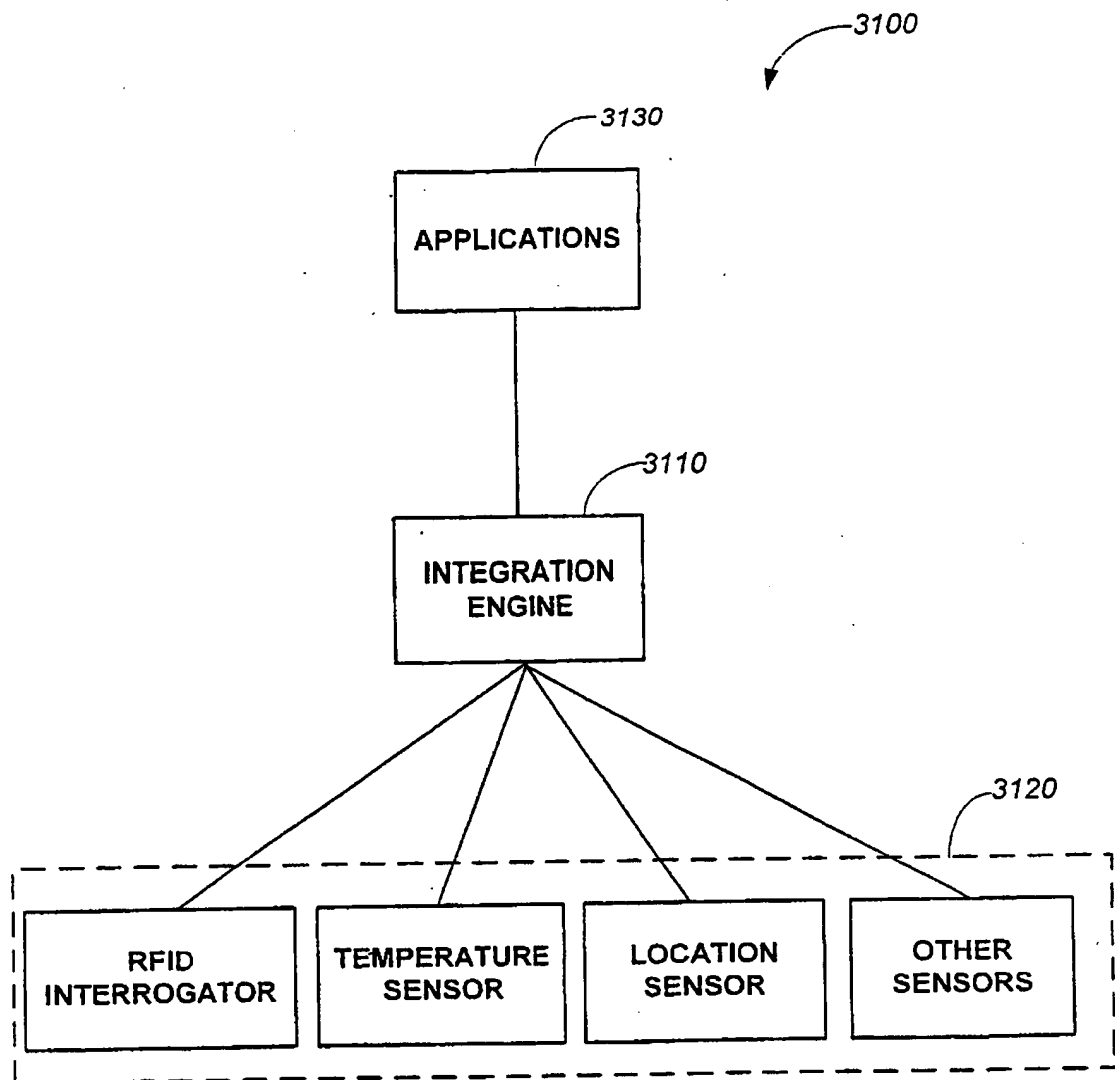 3100
3130
APPLICATIONS
3110
INTEGRATION
ENGINE
3120
RFID
INTERROGATOR
TEMPERATURE
SENSOR
LOCATION
SENSOR
OTHER
SENSORS